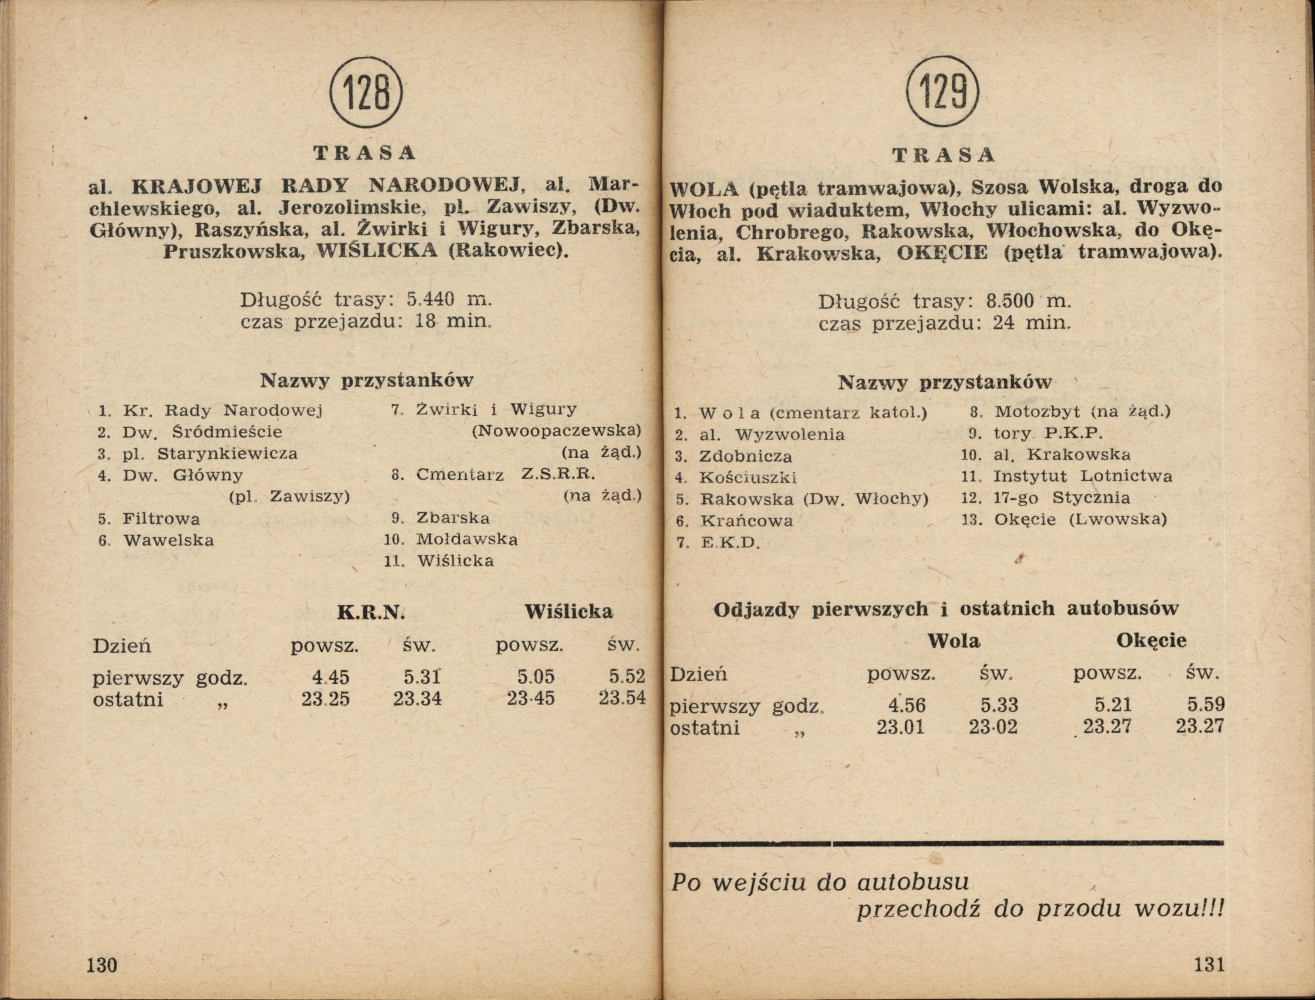 128
TRASA
al. KRAJOWEJ RADY NARODOWEJ, al. Mar-
chlewskiego, al. Jerozolimskie, pl. Zawiszy, (Dw.
Główny), Raszyńska, al. Żwirki i Wigury, Zbarska,
Pruszkowska, WIŚLICKA (Rakowiec).
Długość trasy: 5.440 m.
czas przejazdu: 18 min.
Nazwy przystanków
1. Kr. Rady Narodowej
2. Dw. Śródmieście
3. pl. Starynkiewicza
4. Dw. Główny
(pl. Zawiszy)
5. Filtrowa
6. Wawelska
7. Żwirki i Wigury
(Nowoopaczewska)
(na żąd.)
8. Cmentarz Z.S.R.R.
(na żąd.)
9. Zbarska
10. Mołdawska
11. Wiślicka
K.R.N. Wiślicka
Dzień powsz. św. powsz. św.
pierwszy godz. 4.45 5.31 5.05 5.52
ostatni „ 23.25 23.34 23.45 23.54
130
129
TRASA
WOLA (pętla tramwajowa), Szosa Wolska, droga do
Włoch pod wiaduktem, Włochy ulicami: al. Wyzwo-
lenia, Chrobrego, Rakowska, Włochowska, do Okę-
cia, al. Krakowska, OKĘCIE (pętla tramwajowa).
Długość trasy: 8.500 m.
czas przejazdu: 24 min.
Nazwy przystanków
1. Wola (cmentarz katol.)
2. al. Wyzwolenia
3. Zdobnicza
4. Kościuszki
5. Rakowska (Dw. Włochy)
6. Krańcowa
7. E.K.D.
8. Motozbyt (na żąd.)
9. tory P.K.P.
10. al. Krakowska
11. Instytut Lotnictwa
12. 17-go Stycznia
13. Okęcie (Lwowska)
Odjazdy pierwszych i ostatnich autobusów
Wola Okęcie
Dzień powsz. św. powsz. św.
pierwszy godz. 4.56 5.33 5.21 5.59
ostatni „ 23.01 23.02 23.27 23.27
Po wejściu do autobusu
przechodź do przodu wozu!!!
131